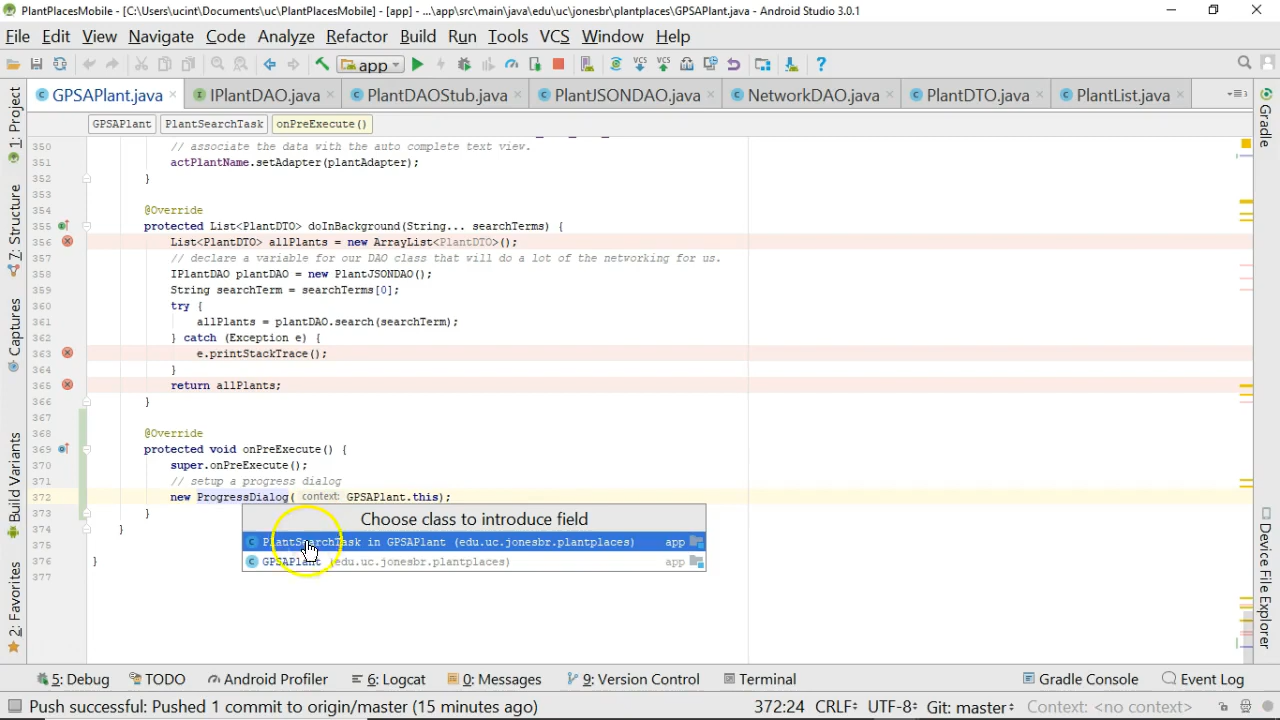 PlantPlacesMobile - [C:\Users\ucint\Documents\uc\PlantPlacesMobile] - [app] - ...\app\src\main\java\edu\uc\jonesbr\plantplaces\GPSAPlant.java - Android Studio 3.0.1
File Edit View Navigate Code Analyze Refactor Build Run Tools VCS Window Help
app
GPSAPlant.java IPlantDAO.java PlantDAOStub.java PlantJSONDAO.java NetworkDAO.java PlantDTO.java PlantList.java
GPSAPlant PlantSearchTask onPreExecute()
350 // associate the data with the auto complete text view.
351 actPlantName.setAdapter(plantAdapter);
352 }
353
354 @Override
355 protected List<PlantDTO> doInBackground(String... searchTerms) {
356 List<PlantDTO> allPlants = new ArrayList<PlantDTO>();
357 // declare a variable for our DAO class that will do a lot of the networking for us.
358 IPlantDAO plantDAO = new PlantJSONDAO();
359 String searchTerm = searchTerms[0];
360 try {
361 allPlants = plantDAO.search(searchTerm);
362 } catch (Exception e) {
363 e.printStackTrace();
364 }
365 return allPlants;
366 }
367
368 @Override
369 protected void onPreExecute() {
370 super.onPreExecute();
371 // setup a progress dialog
372 new ProgressDialog( context: GPSAPlant.this);
373 }
Choose class to introduce field
PlantSearchTask in GPSAPlant (edu.uc.jonesbr.plantplaces) app
GPSAPlant (edu.uc.jonesbr.plantplaces) app
374 }
375
376 }
377
1: Project
7: Structure
Captures
Build Variants
2: Favorites
Gradle
Device File Explorer
5: Debug TODO Android Profiler 6: Logcat 0: Messages 9: Version Control Terminal Gradle Console Event Log
Push successful: Pushed 1 commit to origin/master (15 minutes ago) 372:24 CRLF UTF-8 Git: master Context: <no context>